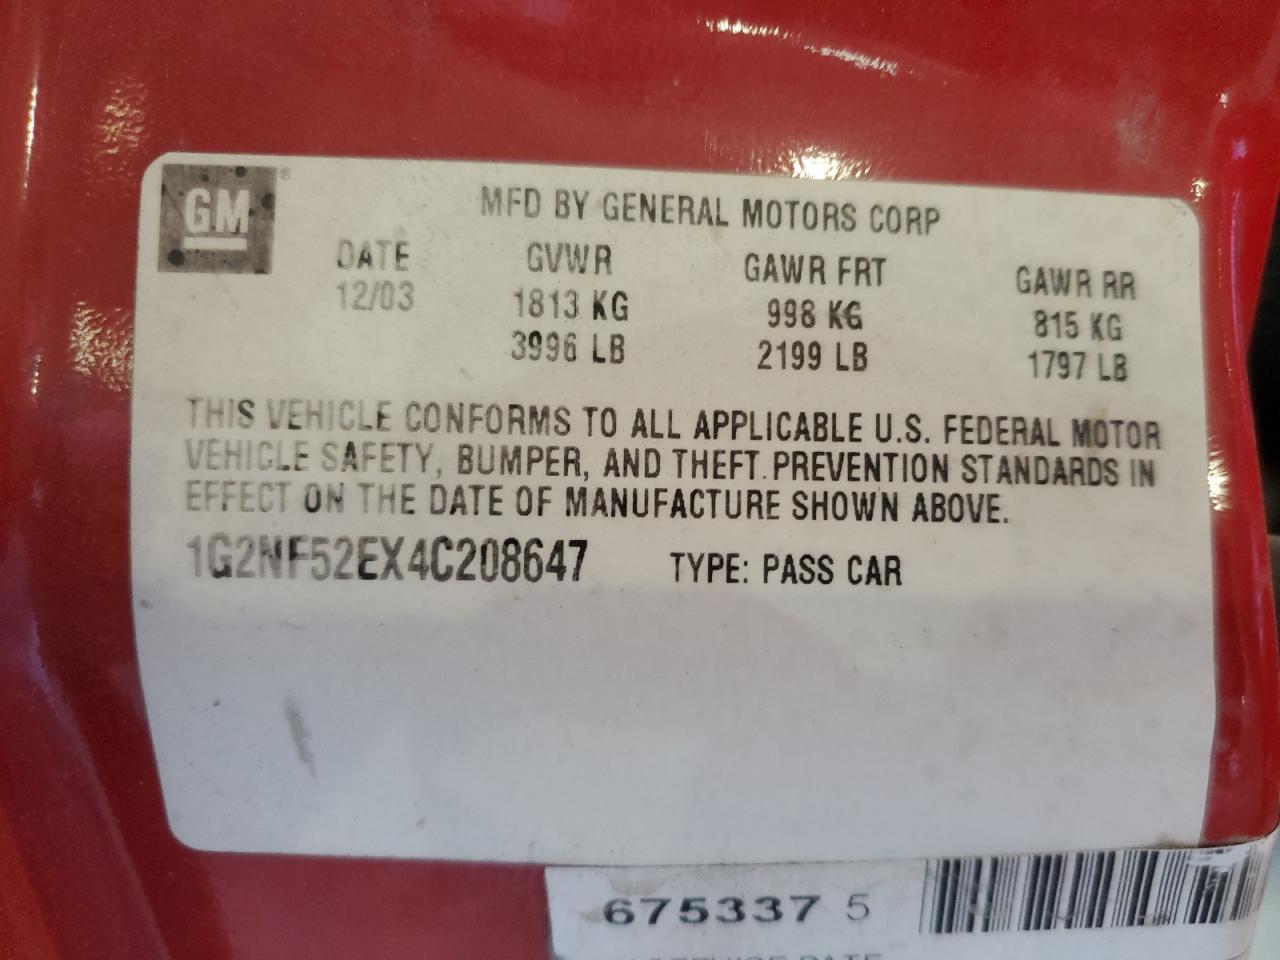 GM
®
MFD BY GENERAL MOTORS CORP
DATE GVWR GAWR FRT GAWR RR
12/03 1813 KG 998 KG 815 KG
3996 LB 2199 LB 1797 LB
THIS VEHICLE CONFORMS TO ALL APPLICABLE U.S. FEDERAL MOTOR
VEHICLE SAFETY, BUMPER, AND THEFT PREVENTION STANDARDS IN
EFFECT ON THE DATE OF MANUFACTURE SHOWN ABOVE.
1G2NF52EX4C208647 TYPE: PASS CAR
675337 5